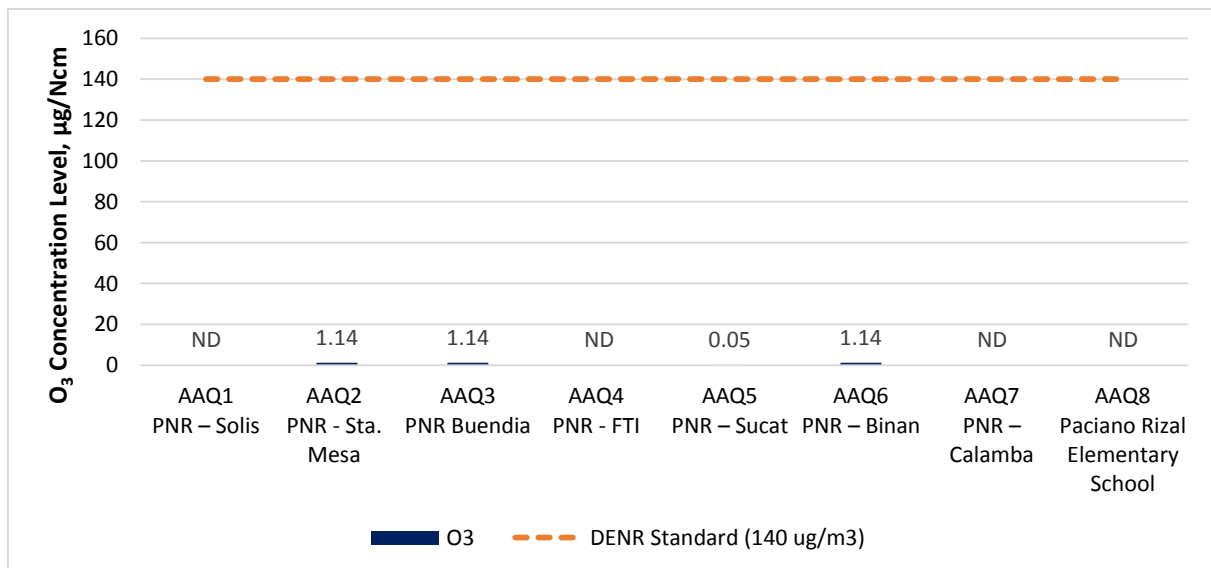 O₃ Concentration Level, µg/Ncm
160
140
120
100
80
60
40
20
0
ND
1.14
1.14
ND
0.05
1.14
ND
ND
AAQ1
PNR – Solis
AAQ2
PNR - Sta.
Mesa
AAQ3
PNR Buendia
AAQ4
PNR - FTI
AAQ5
PNR – Sucat
AAQ6
PNR – Binan
AAQ7
PNR –
Calamba
AAQ8
Paciano Rizal
Elementary
School
O3
DENR Standard (140 ug/m3)